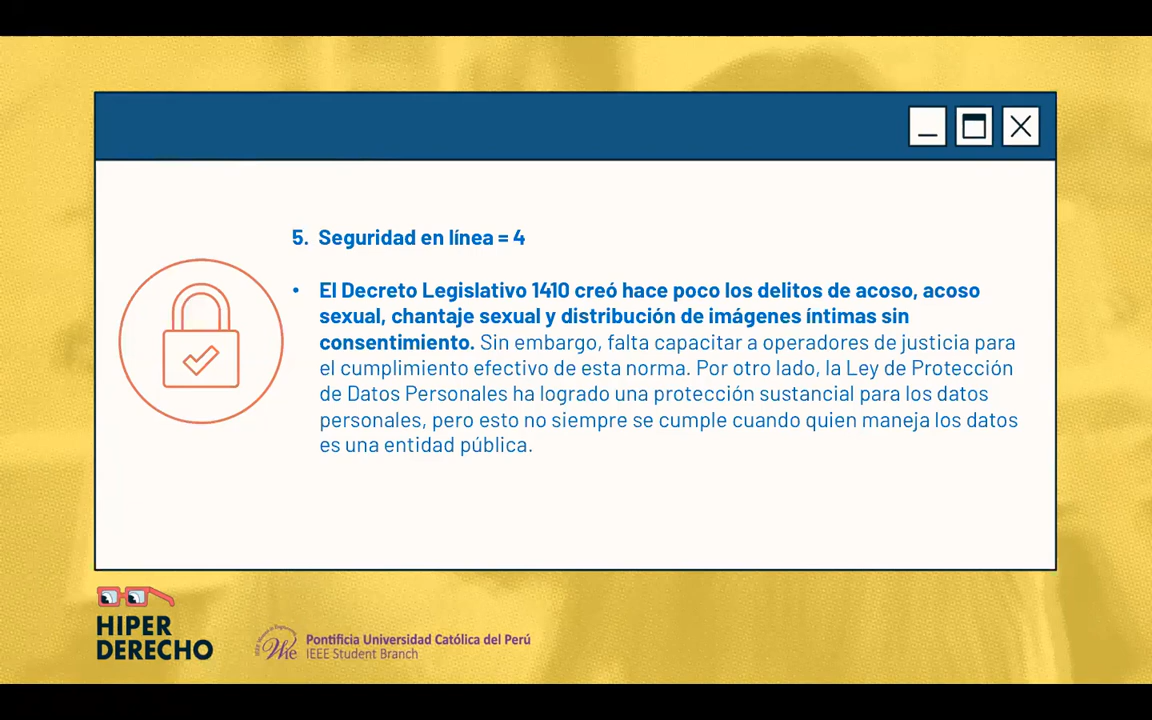 5. Seguridad en línea = 4
• El Decreto Legislativo 1410 creó hace poco los delitos de acoso, acoso
sexual, chantaje sexual y distribución de imágenes íntimas sin
consentimiento. Sin embargo, falta capacitar a operadores de justicia para
el cumplimiento efectivo de esta norma. Por otro lado, la Ley de Protección
de Datos Personales ha logrado una protección sustancial para los datos
personales, pero esto no siempre se cumple cuando quien maneja los datos
es una entidad pública.
HIPER
DERECHO
Pontificia Universidad Católica del Perú
IEEE Student Branch